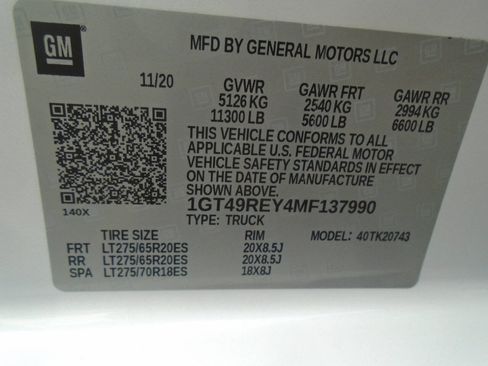 GM
MFD BY GENERAL MOTORS LLC
11/20
GVWR GAWR FRT GAWR RR
5126 KG 2540 KG 2994 KG
11300 LB 5600 LB 6600 LB
THIS VEHICLE CONFORMS TO ALL
APPLICABLE U.S. FEDERAL MOTOR
VEHICLE SAFETY STANDARDS IN EFFECT
ON THE DATE OF MANUFACTURE
SHOWN ABOVE.
1GT49REY4MF137990
140X
TYPE: TRUCK
TIRE SIZE RIM MODEL: 40TK20743
FRT LT275/65R20ES 20X8.5J
RR LT275/65R20ES 20X8.5J
SPA LT275/70R18ES 18X8J